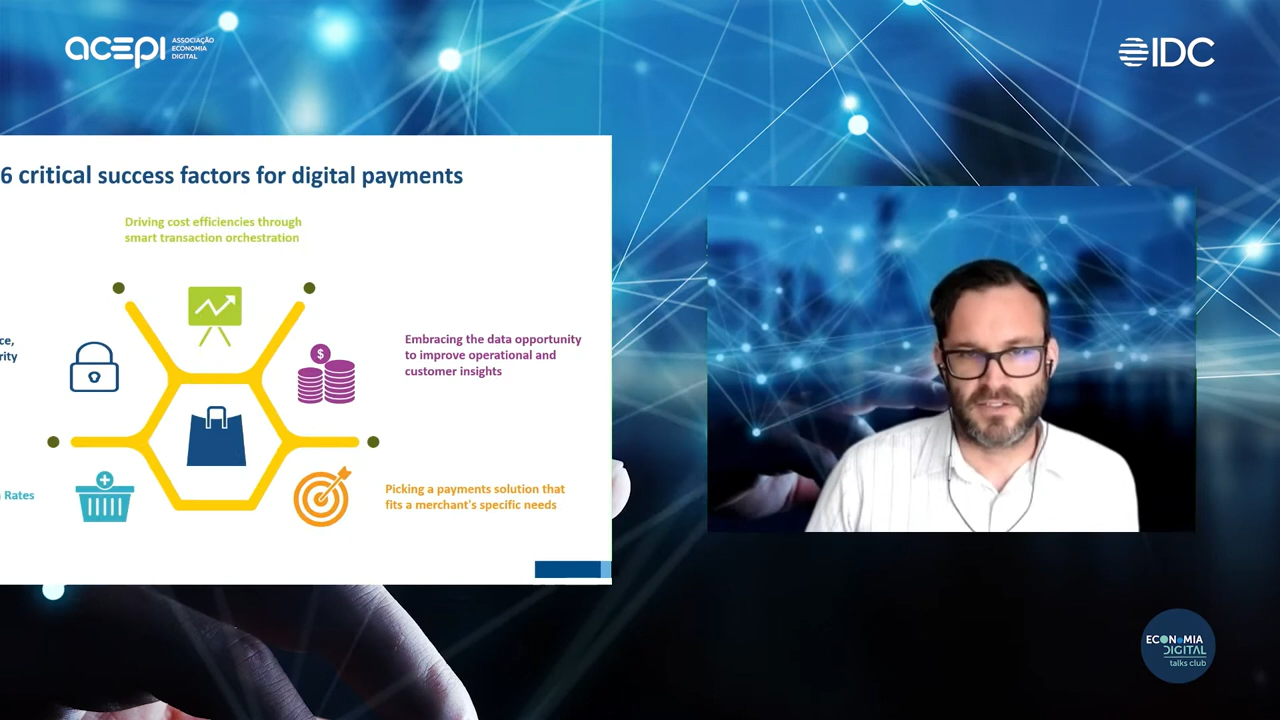 acepi
ASSOCIAÇÃO
ECONOMIA
DIGITAL
IDC
6 critical success factors for digital payments
Driving cost efficiencies through
smart transaction orchestration
$
Embracing the data opportunity
to improve operational and
customer insights
Rates
Picking a payments solution that
fits a merchant's specific needs
ECONOMIA
DIGITAL
talks club